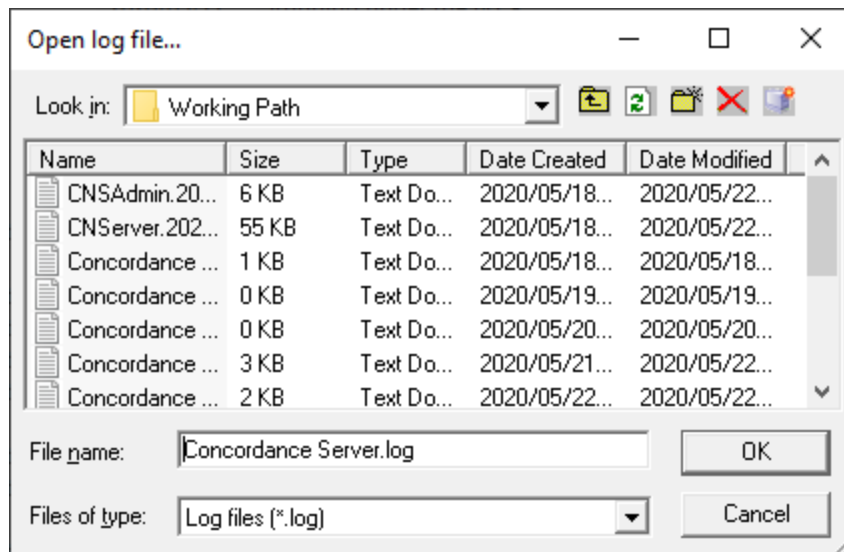 Open log file...
Look in: Working Path
Name Size Type Date Created Date Modified
CNSAdmin.20... 6 KB Text Do... 2020/05/18... 2020/05/22...
CNServer.202... 55 KB Text Do... 2020/05/18... 2020/05/22...
Concordance ... 1 KB Text Do... 2020/05/18... 2020/05/18...
Concordance ... 0 KB Text Do... 2020/05/19... 2020/05/19...
Concordance ... 0 KB Text Do... 2020/05/20... 2020/05/20...
Concordance ... 3 KB Text Do... 2020/05/21... 2020/05/22...
Concordance ... 2 KB Text Do... 2020/05/22... 2020/05/22...
File name: Concordance Server.log OK
Files of type: Log files (*.log) Cancel